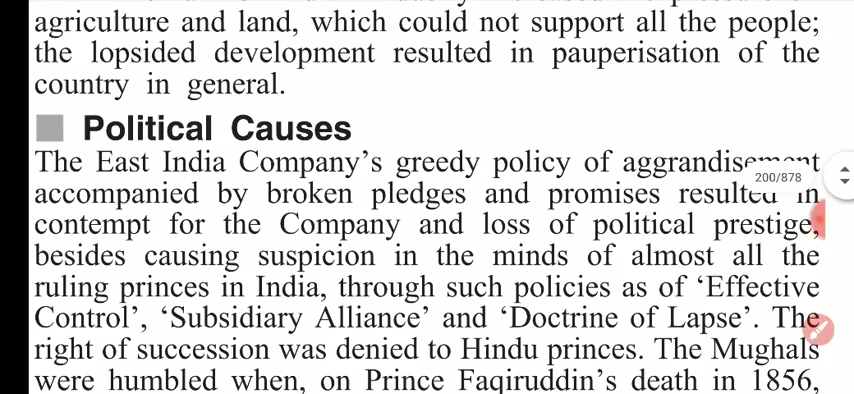 agriculture and land, which could not support all the people;
the lopsided development resulted in pauperisation of the
country in general.
Political Causes
The East India Company's greedy policy of aggrandisement
200/878
accompanied by broken pledges and promises resulted in
contempt for the Company and loss of political prestige,
besides causing suspicion in the minds of almost all the
ruling princes in India, through such policies as of 'Effective
Control', 'Subsidiary Alliance' and 'Doctrine of Lapse'. The
right of succession was denied to Hindu princes. The Mughals
were humbled when, on Prince Faqiruddin's death in 1856,